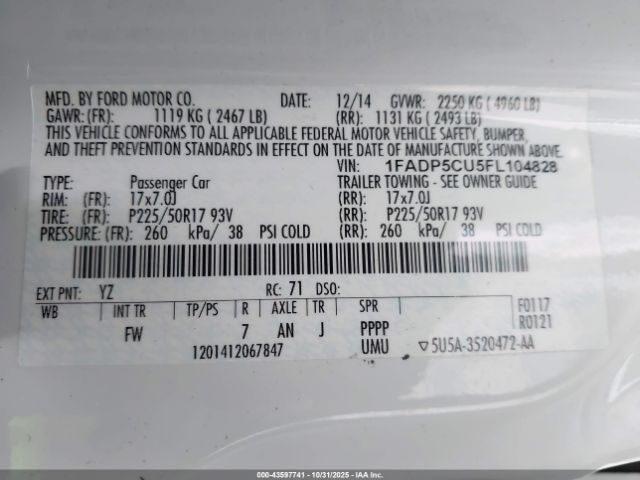 MFD. BY FORD MOTOR CO. DATE: 12/14 GVWR: 2250 KG ( 4960 LB)
GAWR: (FR): 1119 KG ( 2467 LB) (RR): 1131 KG ( 2493 LB)
THIS VEHICLE CONFORMS TO ALL APPLICABLE FEDERAL MOTOR VEHICLE SAFETY, BUMPER,
AND THEFT PREVENTION STANDARDS IN EFFECT ON THE DATE OF MANUFACTURE SHOWN ABOVE.
VIN: 1FADP5CU5FL104828
TYPE: Passenger Car TRAILER TOWING - SEE OWNER GUIDE
RIM: (FR): 17x7.0J (RR): 17x7.0J
TIRE: (FR): P225/50R17 93V (RR): P225/50R17 93V
PRESSURE: (FR): 260 kPa/ 38 PSI COLD (RR): 260 kPa/ 38 PSI COLD
EXT PNT: YZ RC: 71 DSO:
WB INT TR TP/PS R AXLE TR SPR F0117
R0121
FW 7 AN J PPPP
1201412067847 UMU ▽5U5A-3520472-AA
000-43597741 - 10/31/2025 - IAA Inc.